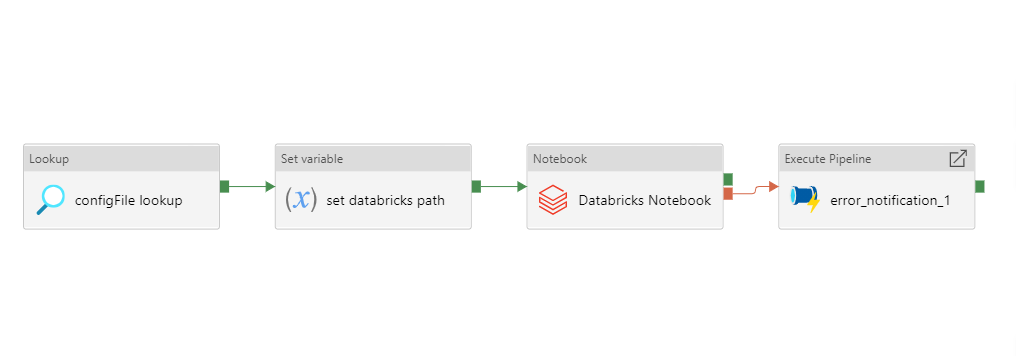 Lookup
configFile lookup
Set variable
(x) set databricks path
Notebook
Databricks Notebook
Execute Pipeline
error_notification_1